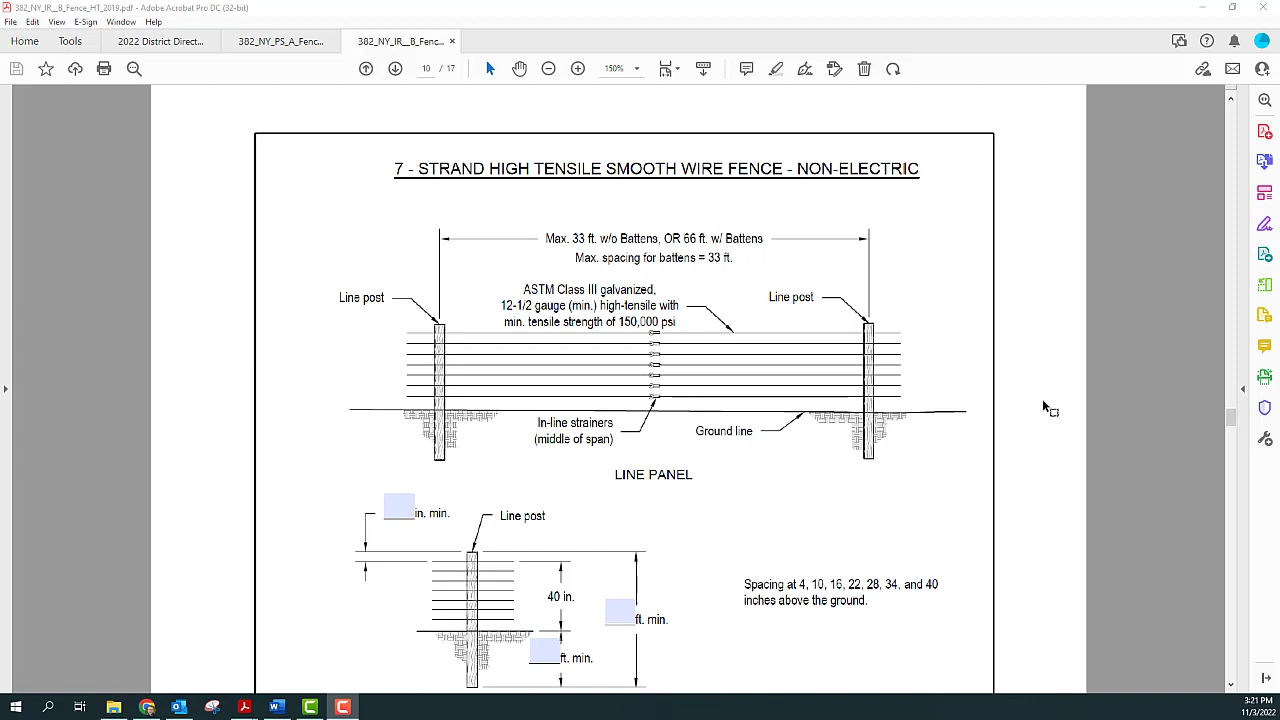 382_NY_IR__B_Fence_HT_2019.pdf - Adobe Acrobat Pro DC (32-bit)
File Edit View E-Sign Window Help
Home Tools 2022 District Direct... 382_NY_PS_A_Fenc... 382_NY_IR__B_Fenc... ×
10 / 17 150%
7 - STRAND HIGH TENSILE SMOOTH WIRE FENCE - NON-ELECTRIC
Max. 33 ft. w/o Battens, OR 66 ft. w/ Battens
Max. spacing for battens = 33 ft.
ASTM Class III galvanized,
12-1/2 gauge (min.) high-tensile with
min. tensile strength of 150,000 psi
Line post
Line post
In-line strainers
(middle of span)
Ground line
LINE PANEL
in. min.
Line post
40 in.
ft. min.
ft. min.
Spacing at 4, 10, 16, 22, 28, 34, and 40
inches above the ground.
3:21 PM
11/3/2022